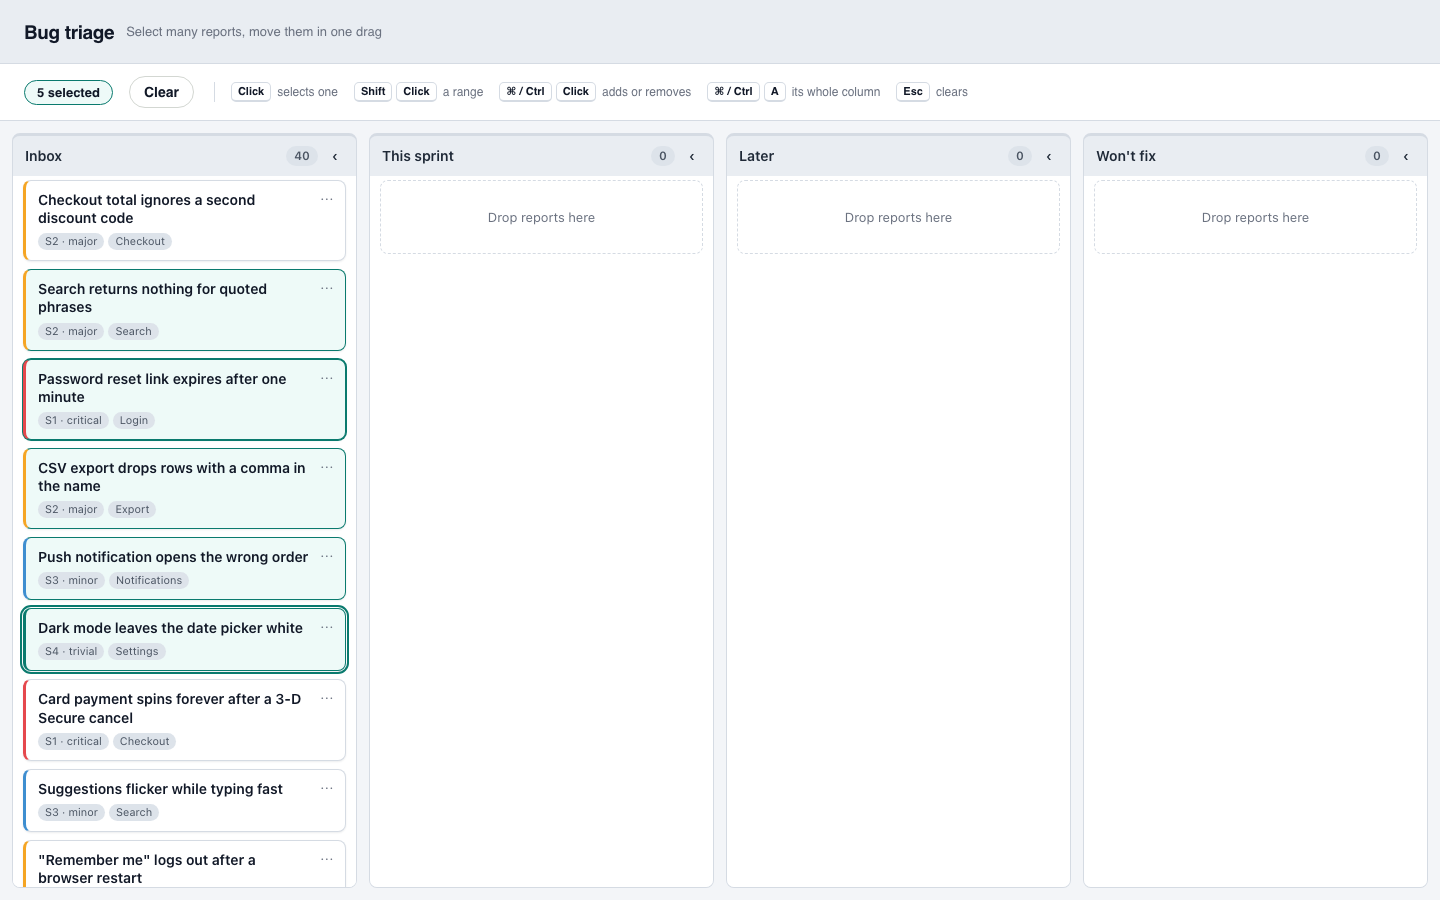 Bug triage Select many reports, move them in one drag
5 selected Clear Click selects one Shift Click a range ⌘ / Ctrl Click adds or removes ⌘ / Ctrl A its whole column Esc clears
Inbox 40 ‹
Checkout total ignores a second ...
discount code
S2 · major Checkout
Search returns nothing for quoted ...
phrases
S2 · major Search
Password reset link expires after one ...
minute
S1 · critical Login
CSV export drops rows with a comma in ...
the name
S2 · major Export
Push notification opens the wrong order ...
S3 · minor Notifications
Dark mode leaves the date picker white ...
S4 · trivial Settings
Card payment spins forever after a 3-D ...
Secure cancel
S1 · critical Checkout
Suggestions flicker while typing fast ...
S3 · minor Search
"Remember me" logs out after a ...
browser restart
This sprint 0 ‹
Drop reports here
Later 0 ‹
Drop reports here
Won't fix 0 ‹
Drop reports here